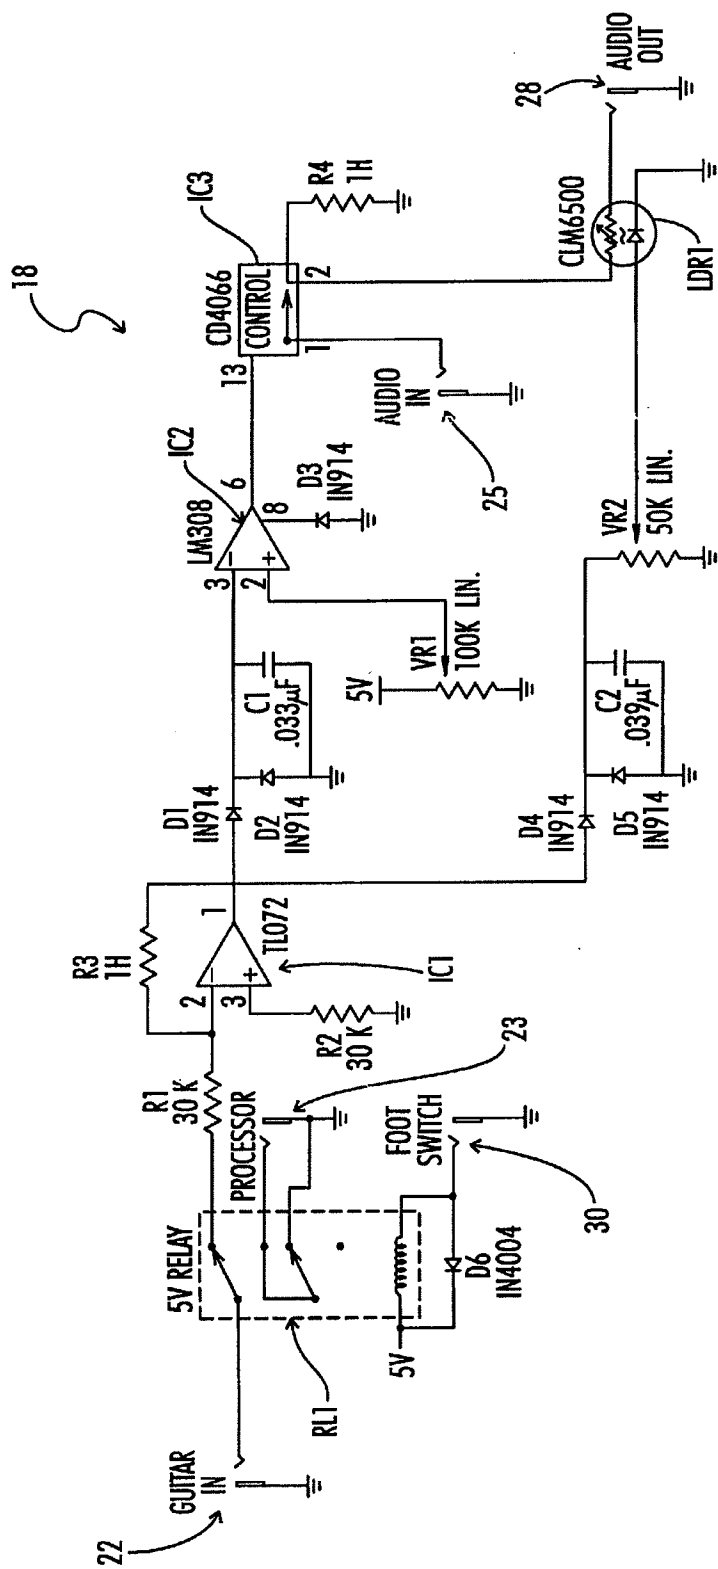 18
22
GUITAR
IN
5V RELAY
RL1
5V
D6
IN4004
30
FOOT
SWITCH
PROCESSOR
23
R1
30 K
R2
30 K
R3
1H
2
3
1
TL072
IC1
D1
IN914
D2
IN914
C1
.033µF
D4
IN914
D5
IN914
C2
.039µF
5V
VR1
100K LIN.
3
2
LM308
IC2
6
8
D3
IN914
VR2
50K LIN.
13
CD4066
CONTROL
IC3
1
2
R4
1H
AUDIO
IN
25
CLM6500
LDR1
28
AUDIO
OUT